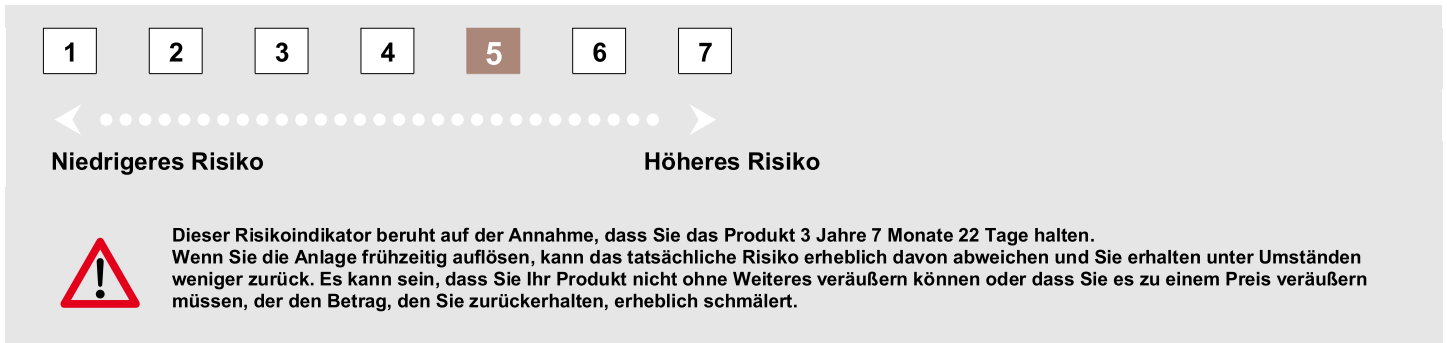 1 2 3 4 5 6 7
Niedrigeres Risiko Höheres Risiko
Dieser Risikoindikator beruht auf der Annahme, dass Sie das Produkt 3 Jahre 7 Monate 22 Tage halten.
Wenn Sie die Anlage frühzeitig auflösen, kann das tatsächliche Risiko erheblich davon abweichen und Sie erhalten unter Umständen
weniger zurück. Es kann sein, dass Sie Ihr Produkt nicht ohne Weiteres veräußern können oder dass Sie es zu einem Preis veräußern
müssen, der den Betrag, den Sie zurückerhalten, erheblich schmälert.